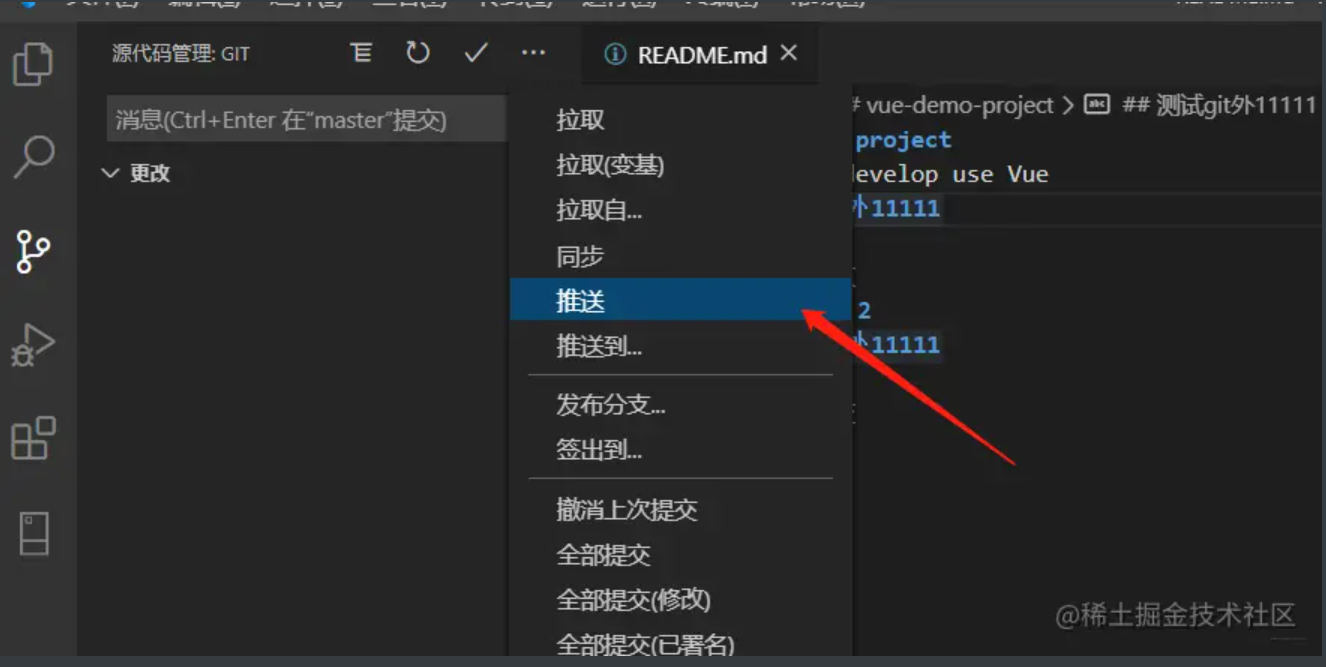 源代码管理: GIT
README.md
消息(Ctrl+Enter 在“master”提交)
更改
拉取
拉取(变基)
拉取自...
同步
推送
推送到...
发布分支...
签出到...
撤消上次提交
全部提交
全部提交(修改)
全部提交(已署名)
# vue-demo-project > ## 测试git外11111
project
develop use Vue
外11111
2
外11111
@稀土掘金技术社区